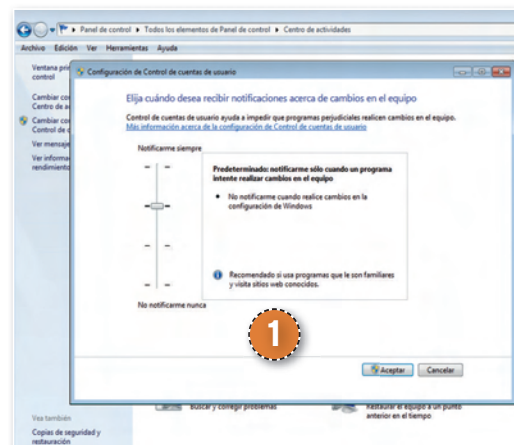 Panel de control ▸ Todos los elementos de Panel de control ▸ Centro de actividades
Archivo Edición Ver Herramientas Ayuda
Ventana
control
Configuración de Control de cuentas de usuario
Cambiar
Centro de
Elija cuándo desea recibir notificaciones acerca de cambios en el equipo
Cambiar
Control de
Control de cuentas de usuario ayuda a impedir que programas perjudiciales realicen cambios en el equipo.
Más información acerca de la configuración de Control de cuentas de usuario
Ver mensaje
Ver informa
rendimiento
Notificarme siempre
Predeterminado: notificarme sólo cuando un programa
intente realizar cambios en el equipo
• No notificarme cuando realice cambios en la
configuración de Windows
Recomendado si usa programas que le son familiares
y visita sitios web conocidos.
No notificarme nunca
1
Aceptar Cancelar
Buscar y corregir problemas
Restaurar el equipo a un punto
anterior en el tiempo
Vea también
Copias de seguridad y
restauración